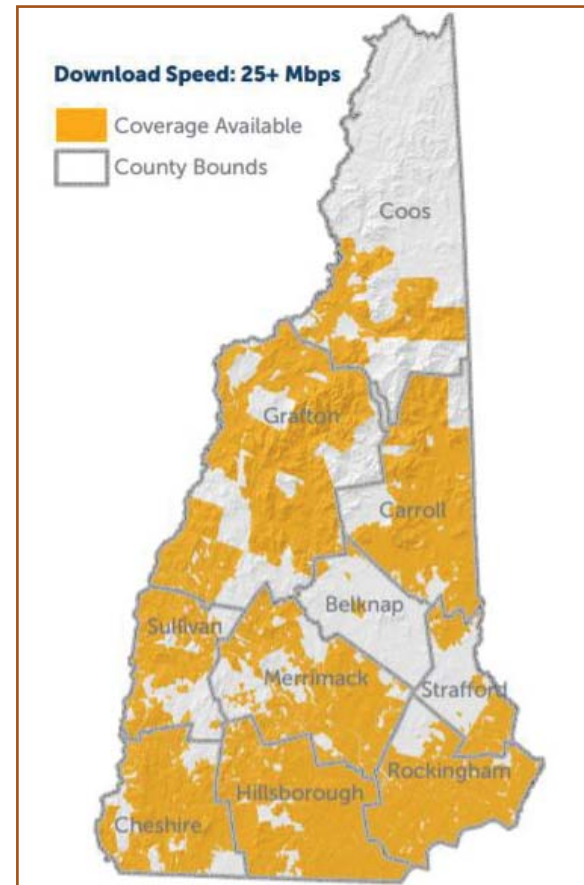 Download Speed: 25+ Mbps
Coverage Available
County Bounds
Coos
Grafton
Carroll
Belknap
Sullivan
Merrimack
Strafford
Rockingham
Hillsborough
Cheshire